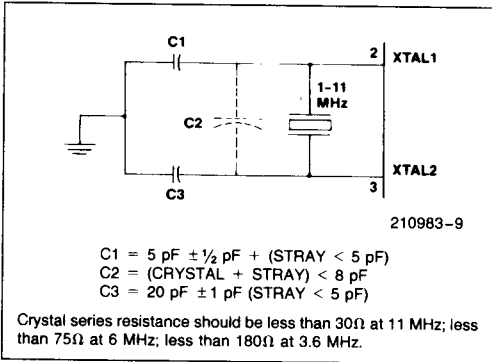 C1
2 XTAL1
1–11
MHz
C2
XTAL2
3
C3
210983–9
C1 = 5 pF ± ½ pF + (STRAY < 5 pF)
C2 = (CRYSTAL + STRAY) < 8 pF
C3 = 20 pF ± 1 pF (STRAY < 5 pF)
Crystal series resistance should be less than 30Ω at 11 MHz; less
than 75Ω at 6 MHz; less than 180Ω at 3.6 MHz.